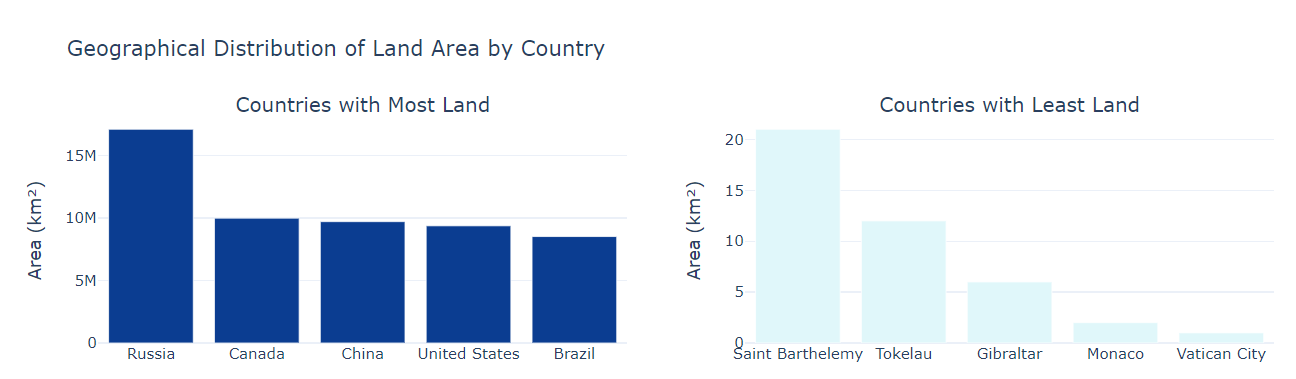 Geographical Distribution of Land Area by Country
Countries with Most Land
Area (km²)
15M
10M
5M
0
Russia
Canada
China
United States
Brazil
Countries with Least Land
Area (km²)
20
15
10
5
0
Saint Barthelemy
Tokelau
Gibraltar
Monaco
Vatican City